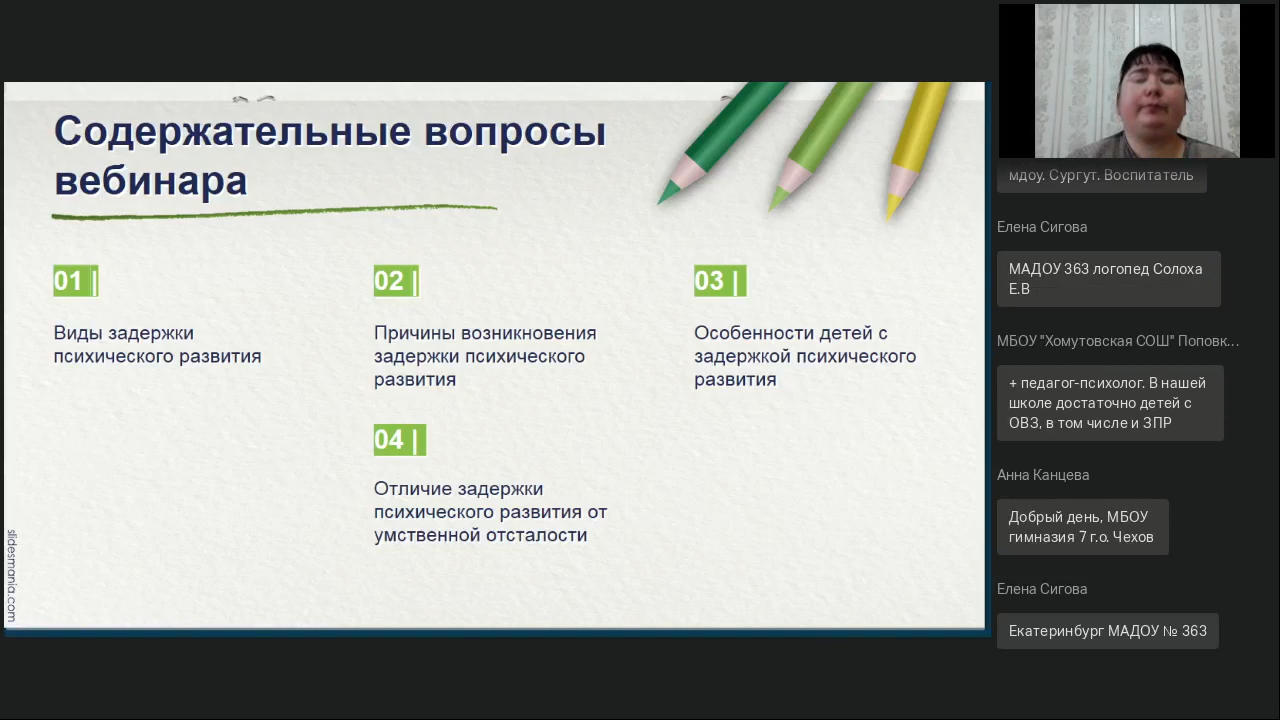 Содержательные вопросы
вебинара
01 |
Виды задержки
психического развития
02 |
Причины возникновения
задержки психического
развития
03 |
Особенности детей с
задержкой психического
развития
04 |
Отличие задержки
психического развития от
умственной отсталости
slidesmania.com
мдоу. Сургут. Воспитатель
Елена Сигова
МАДОУ 363 логопед Солоха
Е.В
МБОУ "Хомутовская СОШ" Поповк...
+ педагог-психолог. В нашей
школе достаточно детей с
ОВЗ, в том числе и ЗПР
Анна Канцева
Добрый день, МБОУ
гимназия 7 г.о. Чехов
Елена Сигова
Екатеринбург МАДОУ № 363